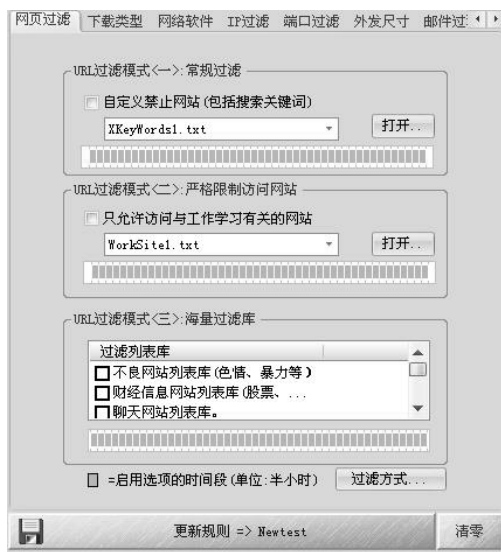 网页过滤 下载类型 网络软件 IP过滤 端口过滤 外发尺寸 邮件过
URL过滤模式<一>:常规过滤
自定义禁止网站(包括搜索关键词)
XKeyWords1.txt 打开..
URL过滤模式<二>:严格限制访问网站
只允许访问与工作学习有关的网站
WorkSite1.txt 打开..
URL过滤模式<三>:海量过滤库
过滤列表库
不良网站列表库(色情、暴力等)
财经信息网站列表库(股票、...
聊天网站列表库。
=启用选项的时间段(单位:半小时) 过滤方式...
更新规则 => Newtest 清零